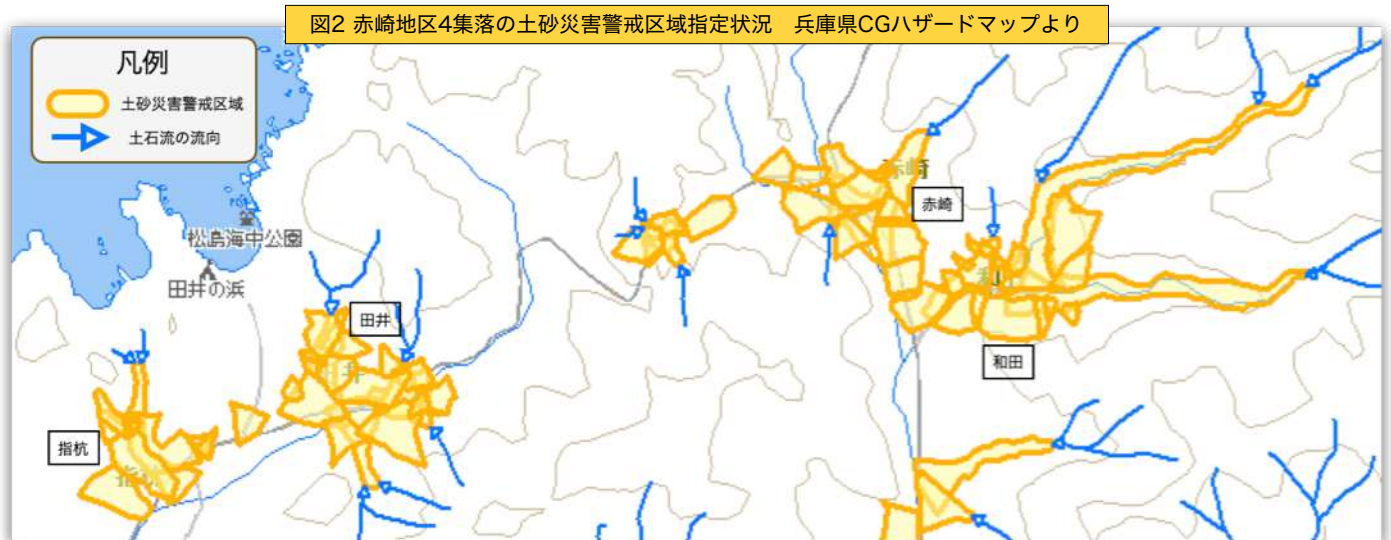 図2 赤崎地区4集落の土砂災害警戒区域指定状況　兵庫県CGハザードマップより
凡例
土砂災害警戒区域
土石流の流向
赤崎
赤崎
松島海中公園
田井の浜
田井
井
和田
指杭